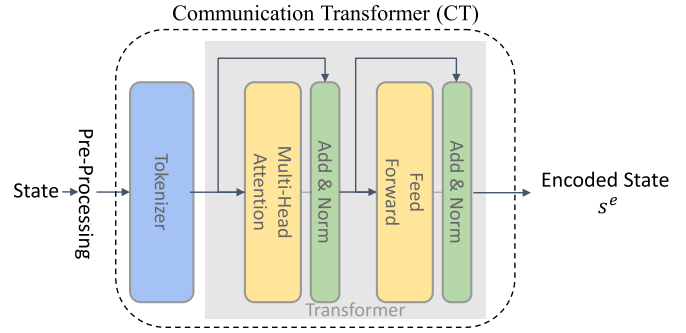 Communication Transformer (CT)
State
Pre-Processing
Tokenizer
Multi-Head
Attention
Add & Norm
Feed
Forward
Add & Norm
Transformer
Encoded State
s^e